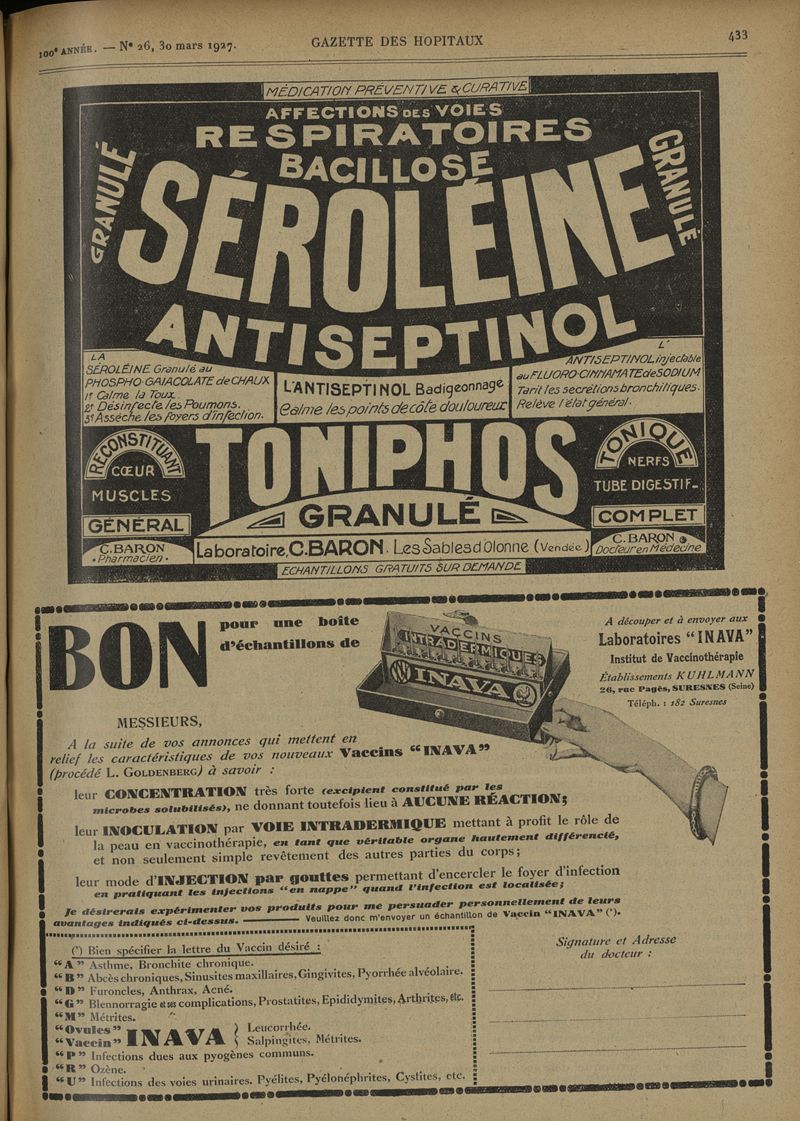 100ᵉ ANNÉE. — Nº 26, 30 mars 1927.
GAZETTE DES HOPITAUX
433
MÉDICATION PRÉVENTIVE & CURATIVE
AFFECTIONS DES VOIES
RESPIRATOIRES
BACILLOSE
GRANULÉ
SÉROLÉINE
GRANULÉ
ANTISEPTINOL
LA
SÉROLÉINE Granulé au
PHOSPHO-GAIACOLATE de CHAUX
1º Calme la Toux.
2º Désinfecte les Poumons.
3º Assèche les foyers d'infection.
L'ANTISEPTINOL Badigeonnage
Calme les points de côté douloureux
L'
ANTISEPTINOL injectable
au FLUORO-CINNAMATE de SODIUM
Tarit les secrétions bronchitiques.
Relève l'état général.
RECONSTITUANT
CŒUR
MUSCLES
GÉNÉRAL
TONIPHOS
GRANULÉ
TONIQUE
NERFS
TUBE DIGESTIF
COMPLET
C. BARON
Pharmacien
Laboratoire, C. BARON. Les Sables d'Olonne (Vendée)
C. BARON
Docteur en Médecine
ECHANTILLONS GRATUITS SUR DEMANDE
BON
pour une boîte
d'échantillons de
VACCINS
INTRADERMIQUES
INAVA
A découper et à envoyer aux
Laboratoires "INAVA"
Institut de Vaccinothérapie
Établissements KUHLMANN
26, rue Pagès, SURESNES (Seine)
Téléph. : 182 Suresnes
MESSIEURS,
A la suite de vos annonces qui mettent en
relief les caractéristiques de vos nouveaux Vaccins "INAVA"
(procédé L. GOLDENBERG) à savoir :
leur CONCENTRATION très forte (excipient constitué par les
microbes solubilisés), ne donnant toutefois lieu à AUCUNE RÉACTION;
leur INOCULATION par VOIE INTRADERMIQUE mettant à profit le rôle de
la peau en vaccinothérapie, en tant que véritable organe hautement différencié,
et non seulement simple revêtement des autres parties du corps;
leur mode d'INJECTION par gouttes permettant d'encercler le foyer d'infection
en pratiquant les injections "en nappe" quand l'infection est localisée;
Je désirerais expérimenter vos produits pour me persuader personnellement de leurs
avantages indiqués ci-dessus. — Veuillez donc m'envoyer un échantillon de Vaccin "INAVA" (*).
(*) Bien spécifier la lettre du Vaccin désiré :
"A" Asthme, Bronchite chronique.
"B" Abcès chroniques, Sinusites maxillaires, Gingivites, Pyorrhée alvéolaire.
"D" Furoncles, Anthrax, Acné.
"G" Blennorragie et ses complications, Prostatites, Epididymites, Arthrites, etc.
"M" Métrites.
"Ovules" INAVA } Leucorrhée.
"Vaccin" { Salpingites, Métrites.
"P" Infections dues aux pyogènes communs.
"R" Ozène.
"U" Infections des voies urinaires. Pyélites, Pyélonéphrites, Cystites, etc.
Signature et Adresse
du docteur :